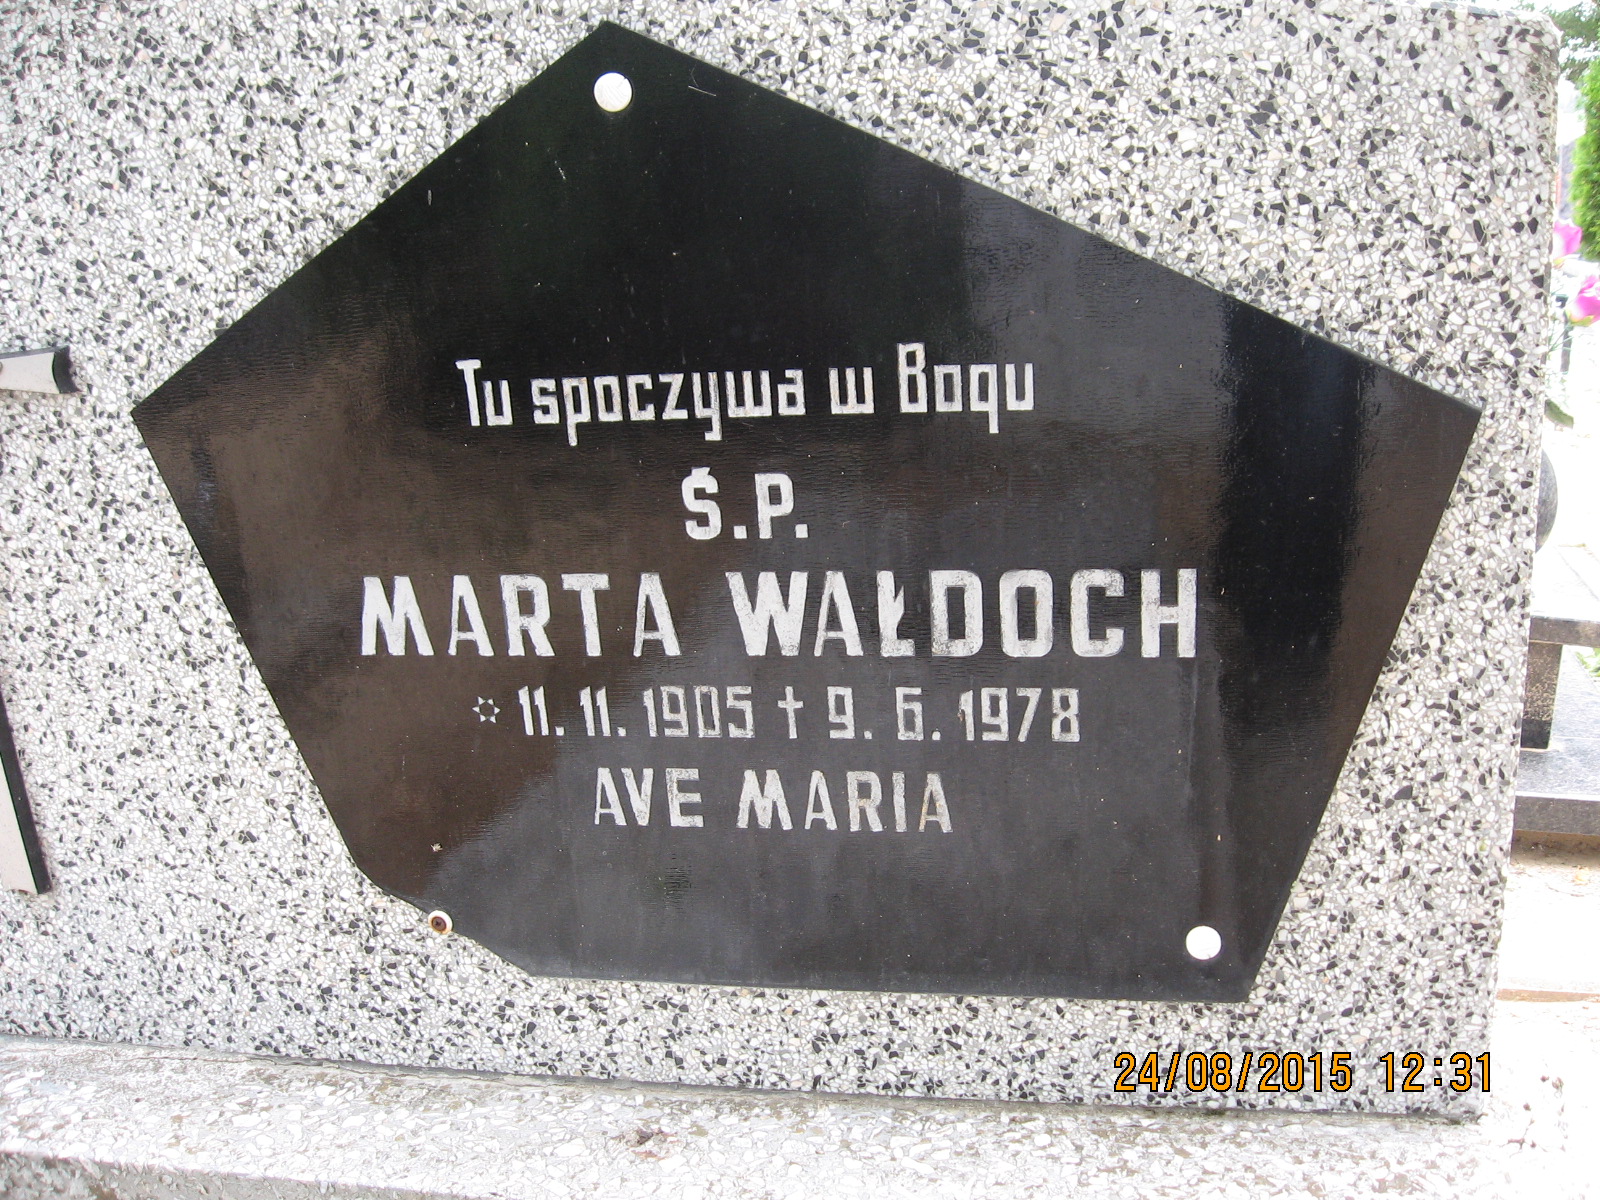 Tu spoczywa w Bogu
Ś.P.
MARTA WAŁDOCH
* 11. 11. 1905 † 9. 6. 1978
AVE MARIA
24/08/2015 12:31